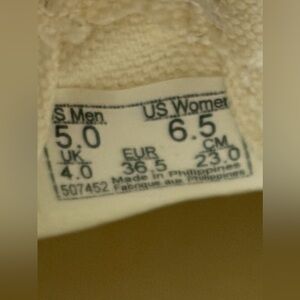 S Men US Women
5.0 6.5
UK EUR CM
4.0 36.5 23.0
Made in Philippines
507452 Fabrique aux Philippines